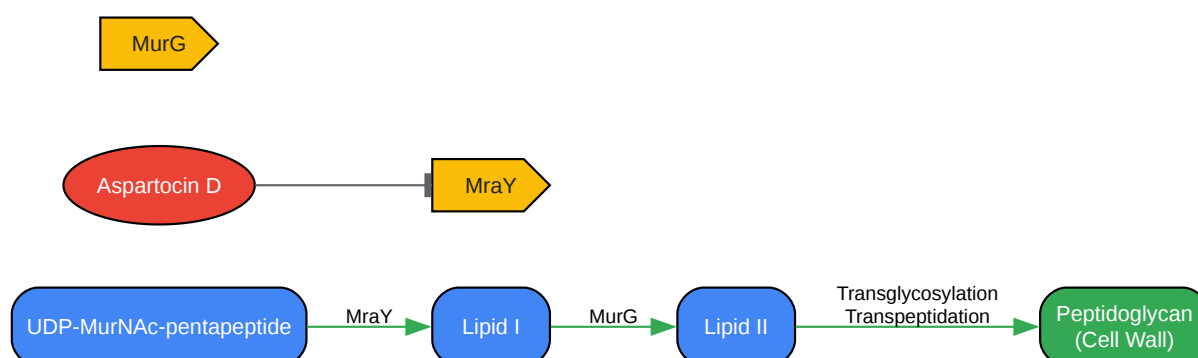 MurG
Aspartocin D
MraY
UDP-MurNAc-pentapeptide
MraY
Lipid I
MurG
Lipid II
Transglycosylation
Transpeptidation
Peptidoglycan
(Cell Wall)